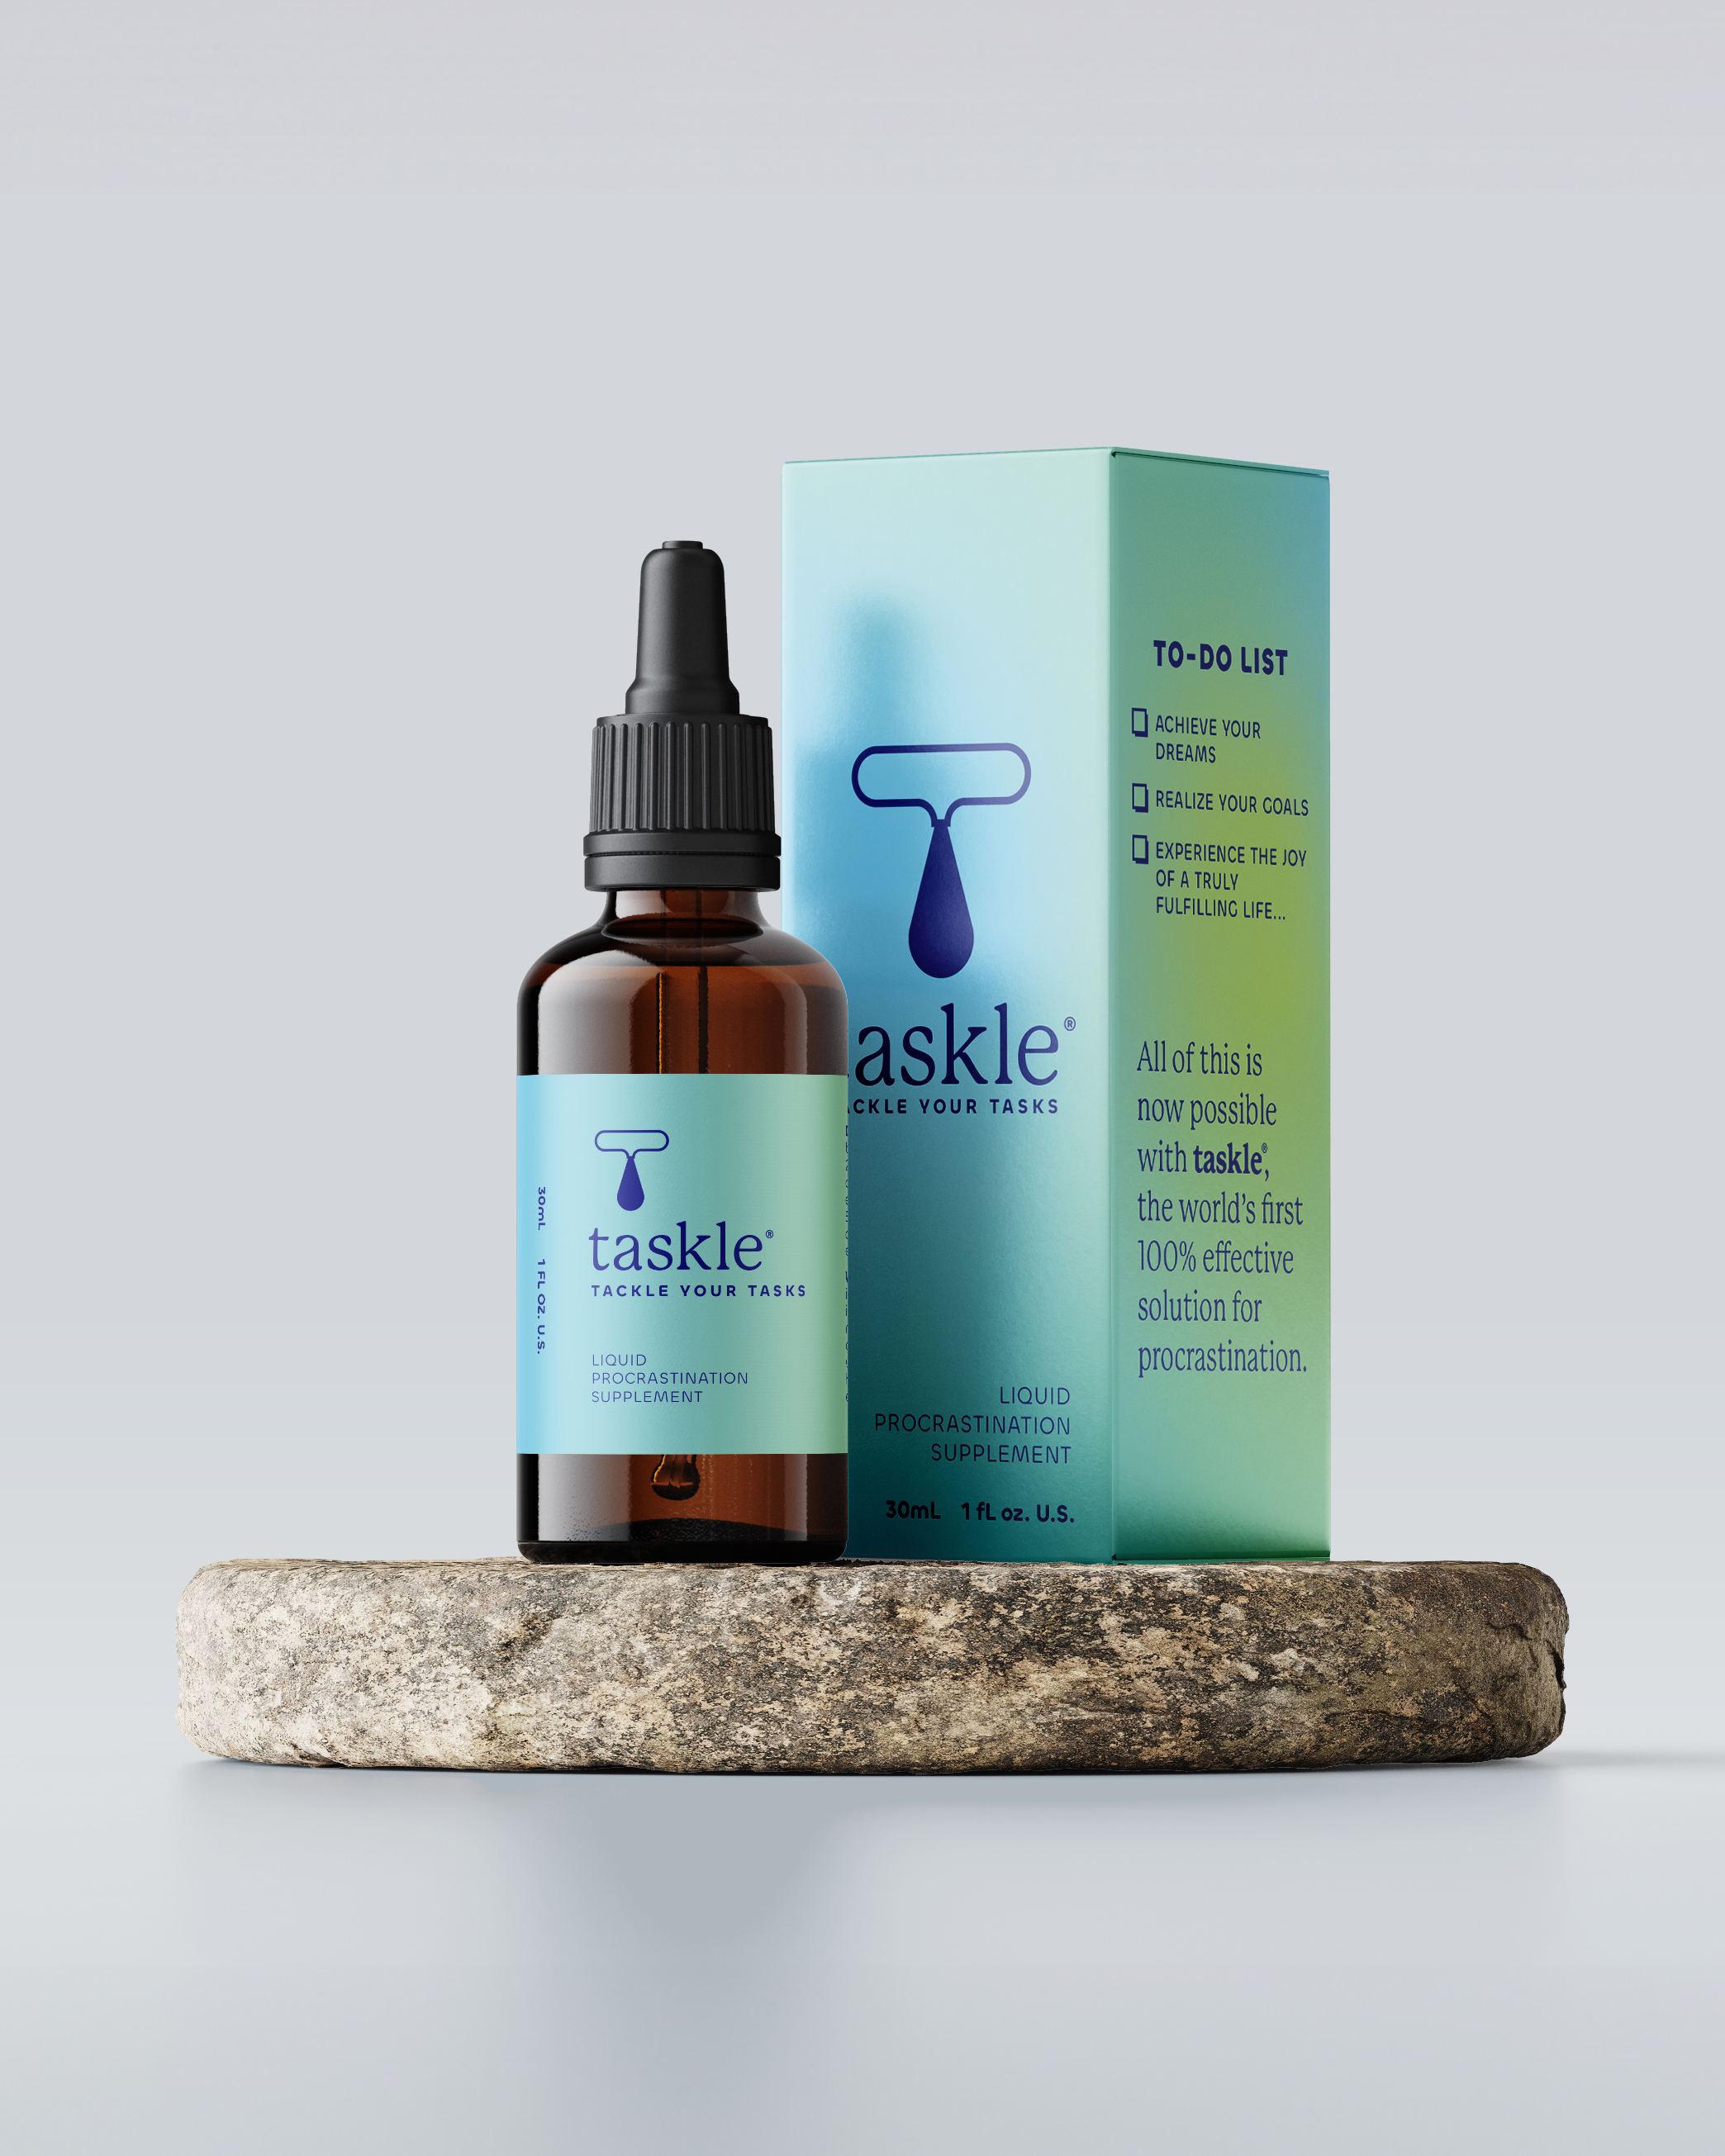 30mL 1 FL OZ. U.S.
taskle®
TACKLE YOUR TASKS
LIQUID
PROCRASTINATION
SUPPLEMENT
askle®
ACKLE YOUR TASKS
LIQUID
PROCRASTINATION
SUPPLEMENT
30mL 1 fL oz. U.S.
TO-DO LIST
ACHIEVE YOUR
DREAMS
REALIZE YOUR GOALS
EXPERIENCE THE JOY
OF A TRULY
FULFILLING LIFE...
All of this is
now possible
with taskle®,
the world's first
100% effective
solution for
procrastination.